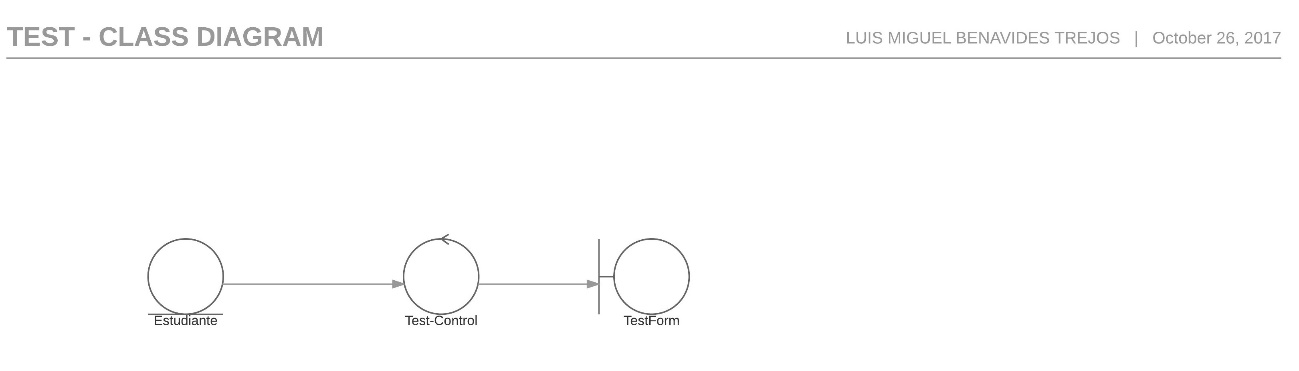 TEST - CLASS DIAGRAM
LUIS MIGUEL BENAVIDES TREJOS | October 26, 2017
Estudiante
Test-Control
TestForm